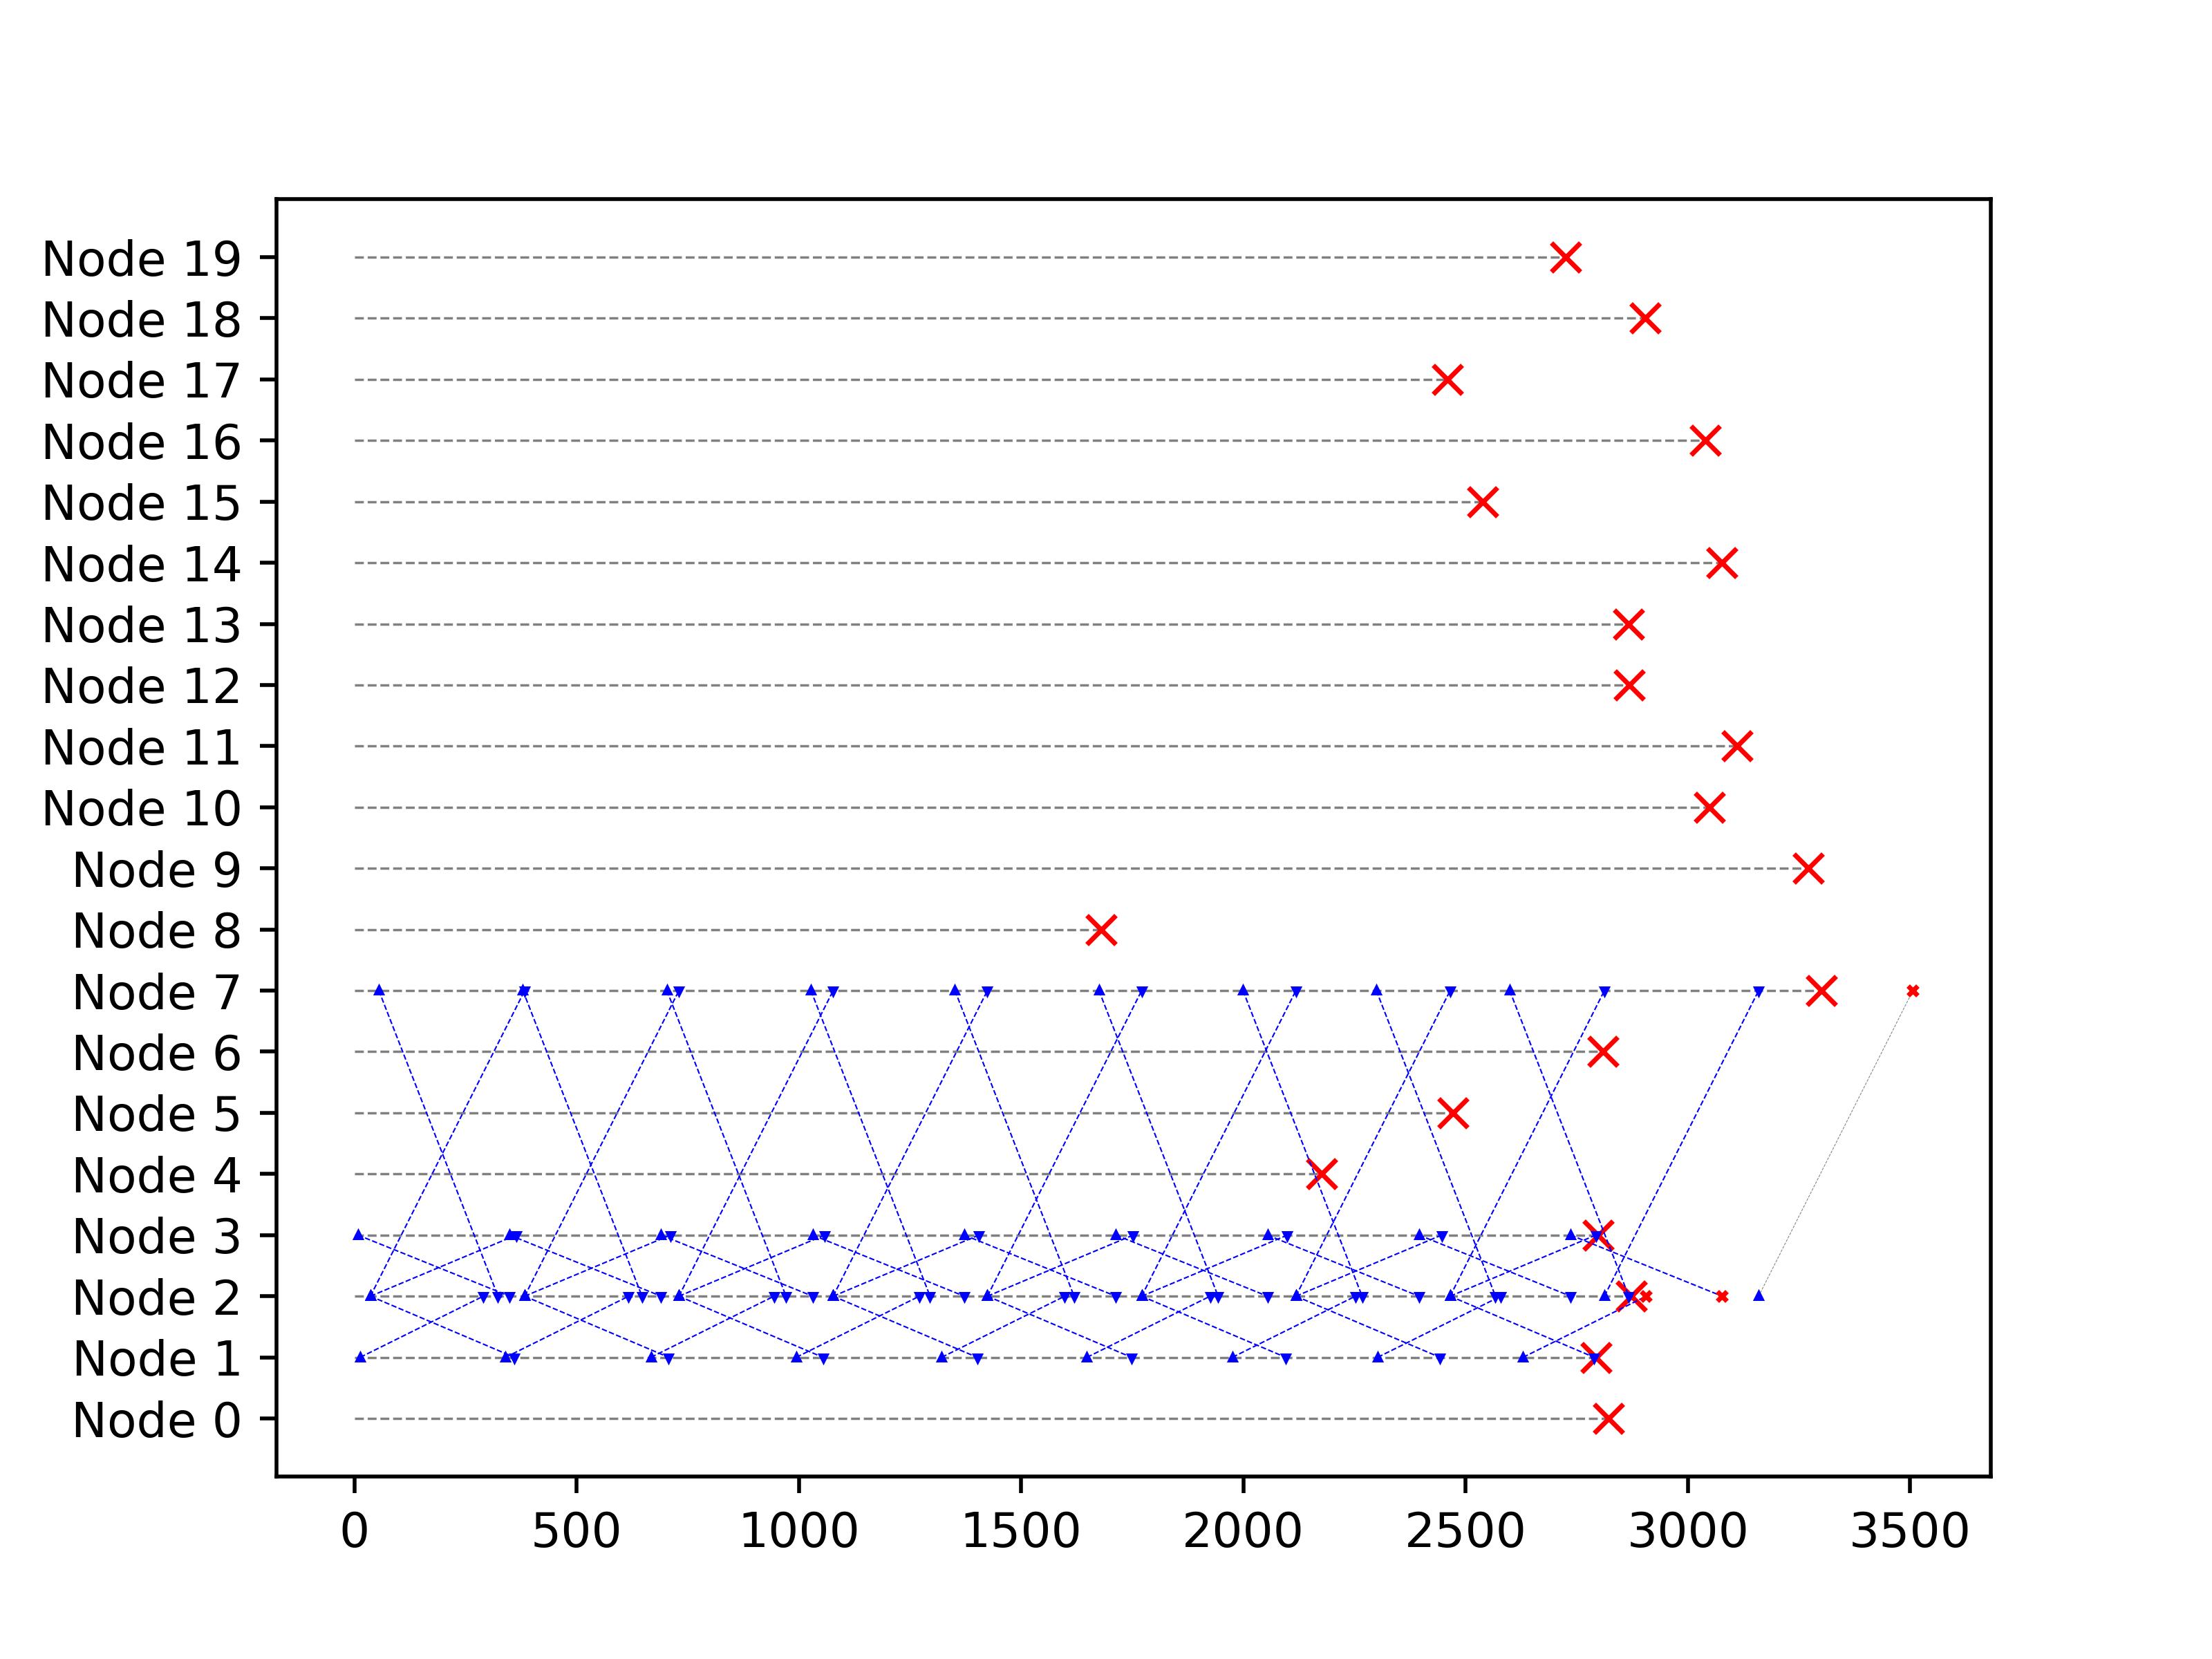 Node 19
Node 18
Node 17
Node 16
Node 15
Node 14
Node 13
Node 12
Node 11
Node 10
Node 9
Node 8
Node 7
Node 6
Node 5
Node 4
Node 3
Node 2
Node 1
Node 0
0 500 1000 1500 2000 2500 3000 3500